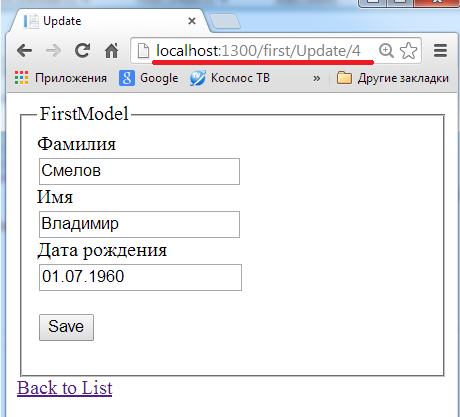 Update
localhost:1300/first/Update/4
Приложения Google Космос ТВ » Другие закладки
FirstModel
Фамилия
Смелов
Имя
Владимир
Дата рождения
01.07.1960
Save
Back to List